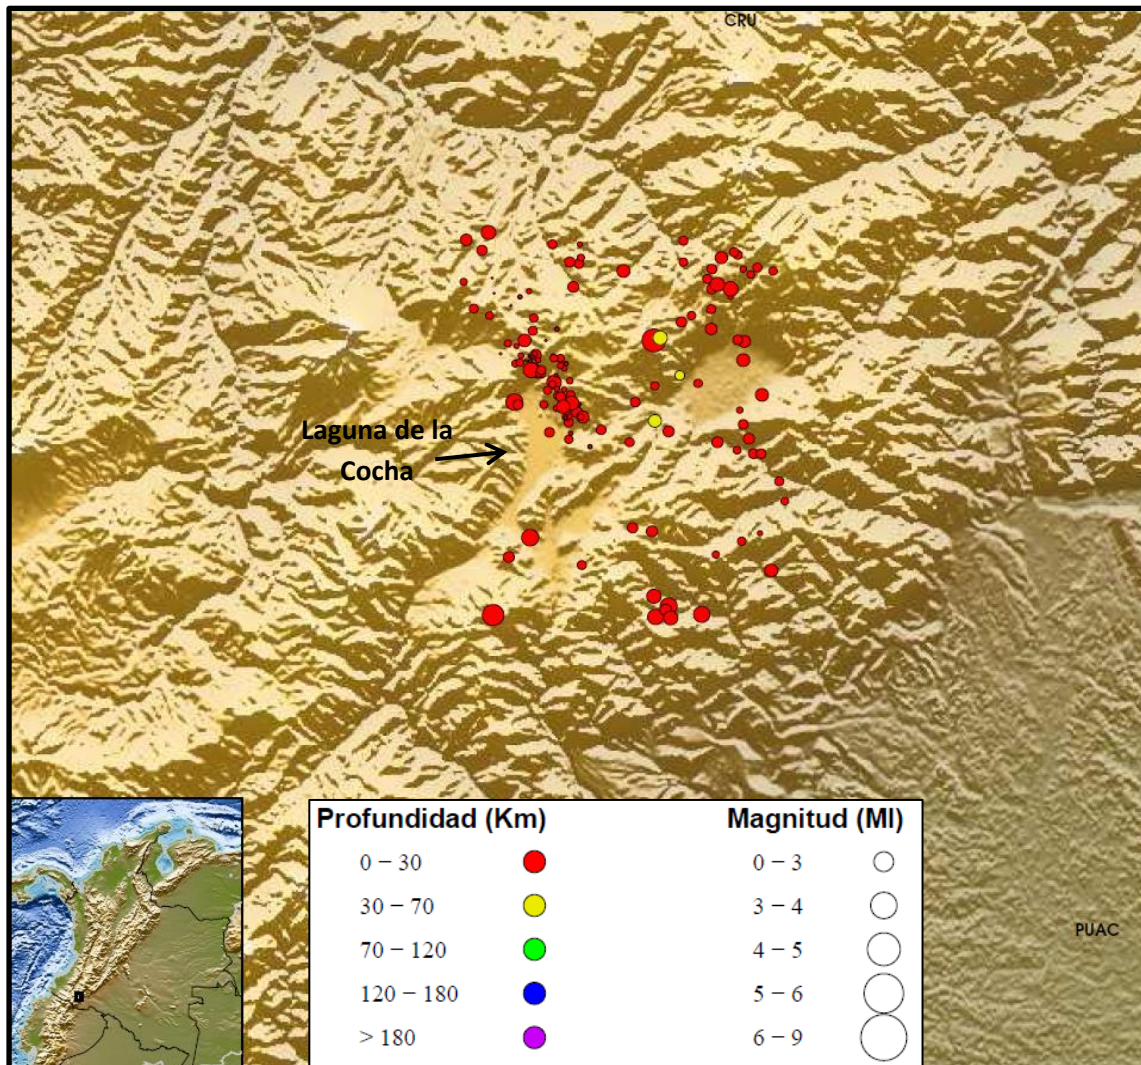 CRU
Laguna de la
Cocha
Profundidad (Km)
0 – 30
30 – 70
70 – 120
120 – 180
> 180
Magnitud (Ml)
0 – 3
3 – 4
4 – 5
5 – 6
6 – 9
PUAC